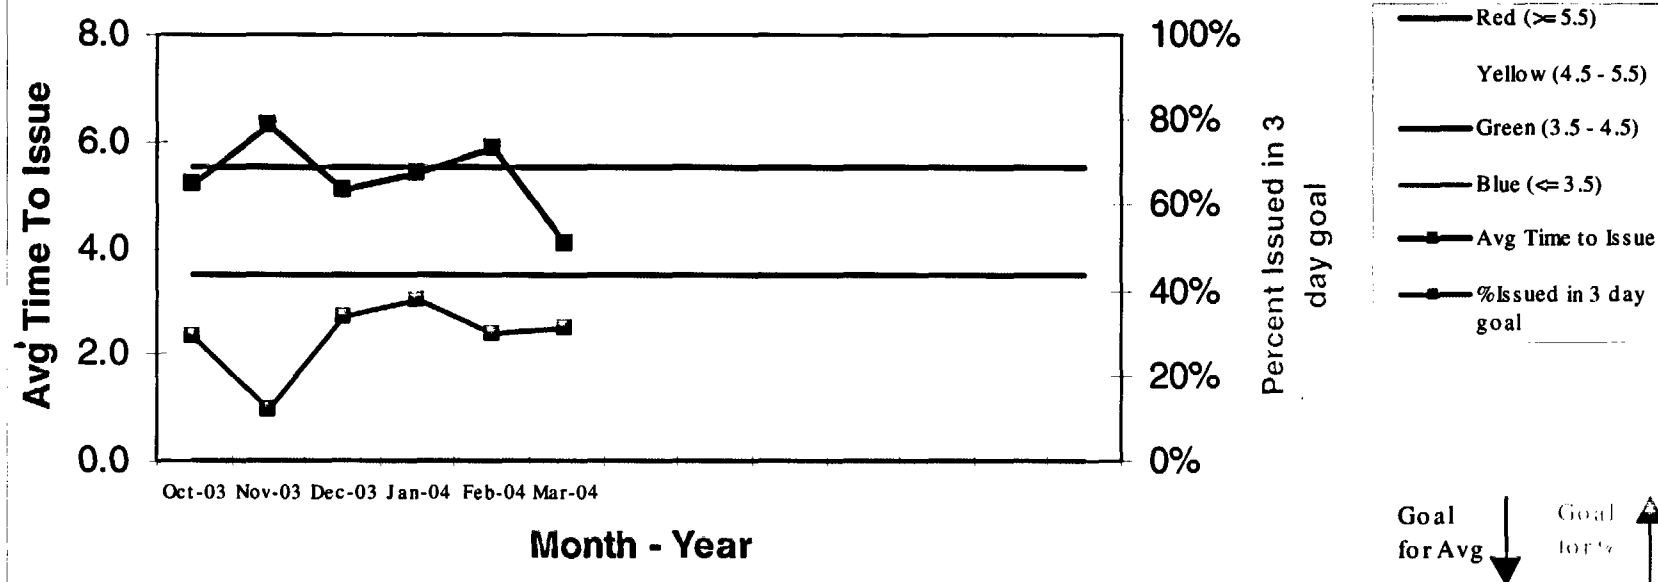 8.0
6.0
4.0
2.0
0.0
Avg Time To Issue
100%
80%
60%
40%
20%
0%
Percent Issued in 3
day goal
Oct-03 Nov-03 Dec-03 Jan-04 Feb-04 Mar-04
Month - Year
Red (>= 5.5)
Yellow (4.5 - 5.5)
Green (3.5 - 4.5)
Blue (<= 3.5)
Avg Time to Issue
%Issued in 3 day
goal
Goal
for Avg
Goal
for %